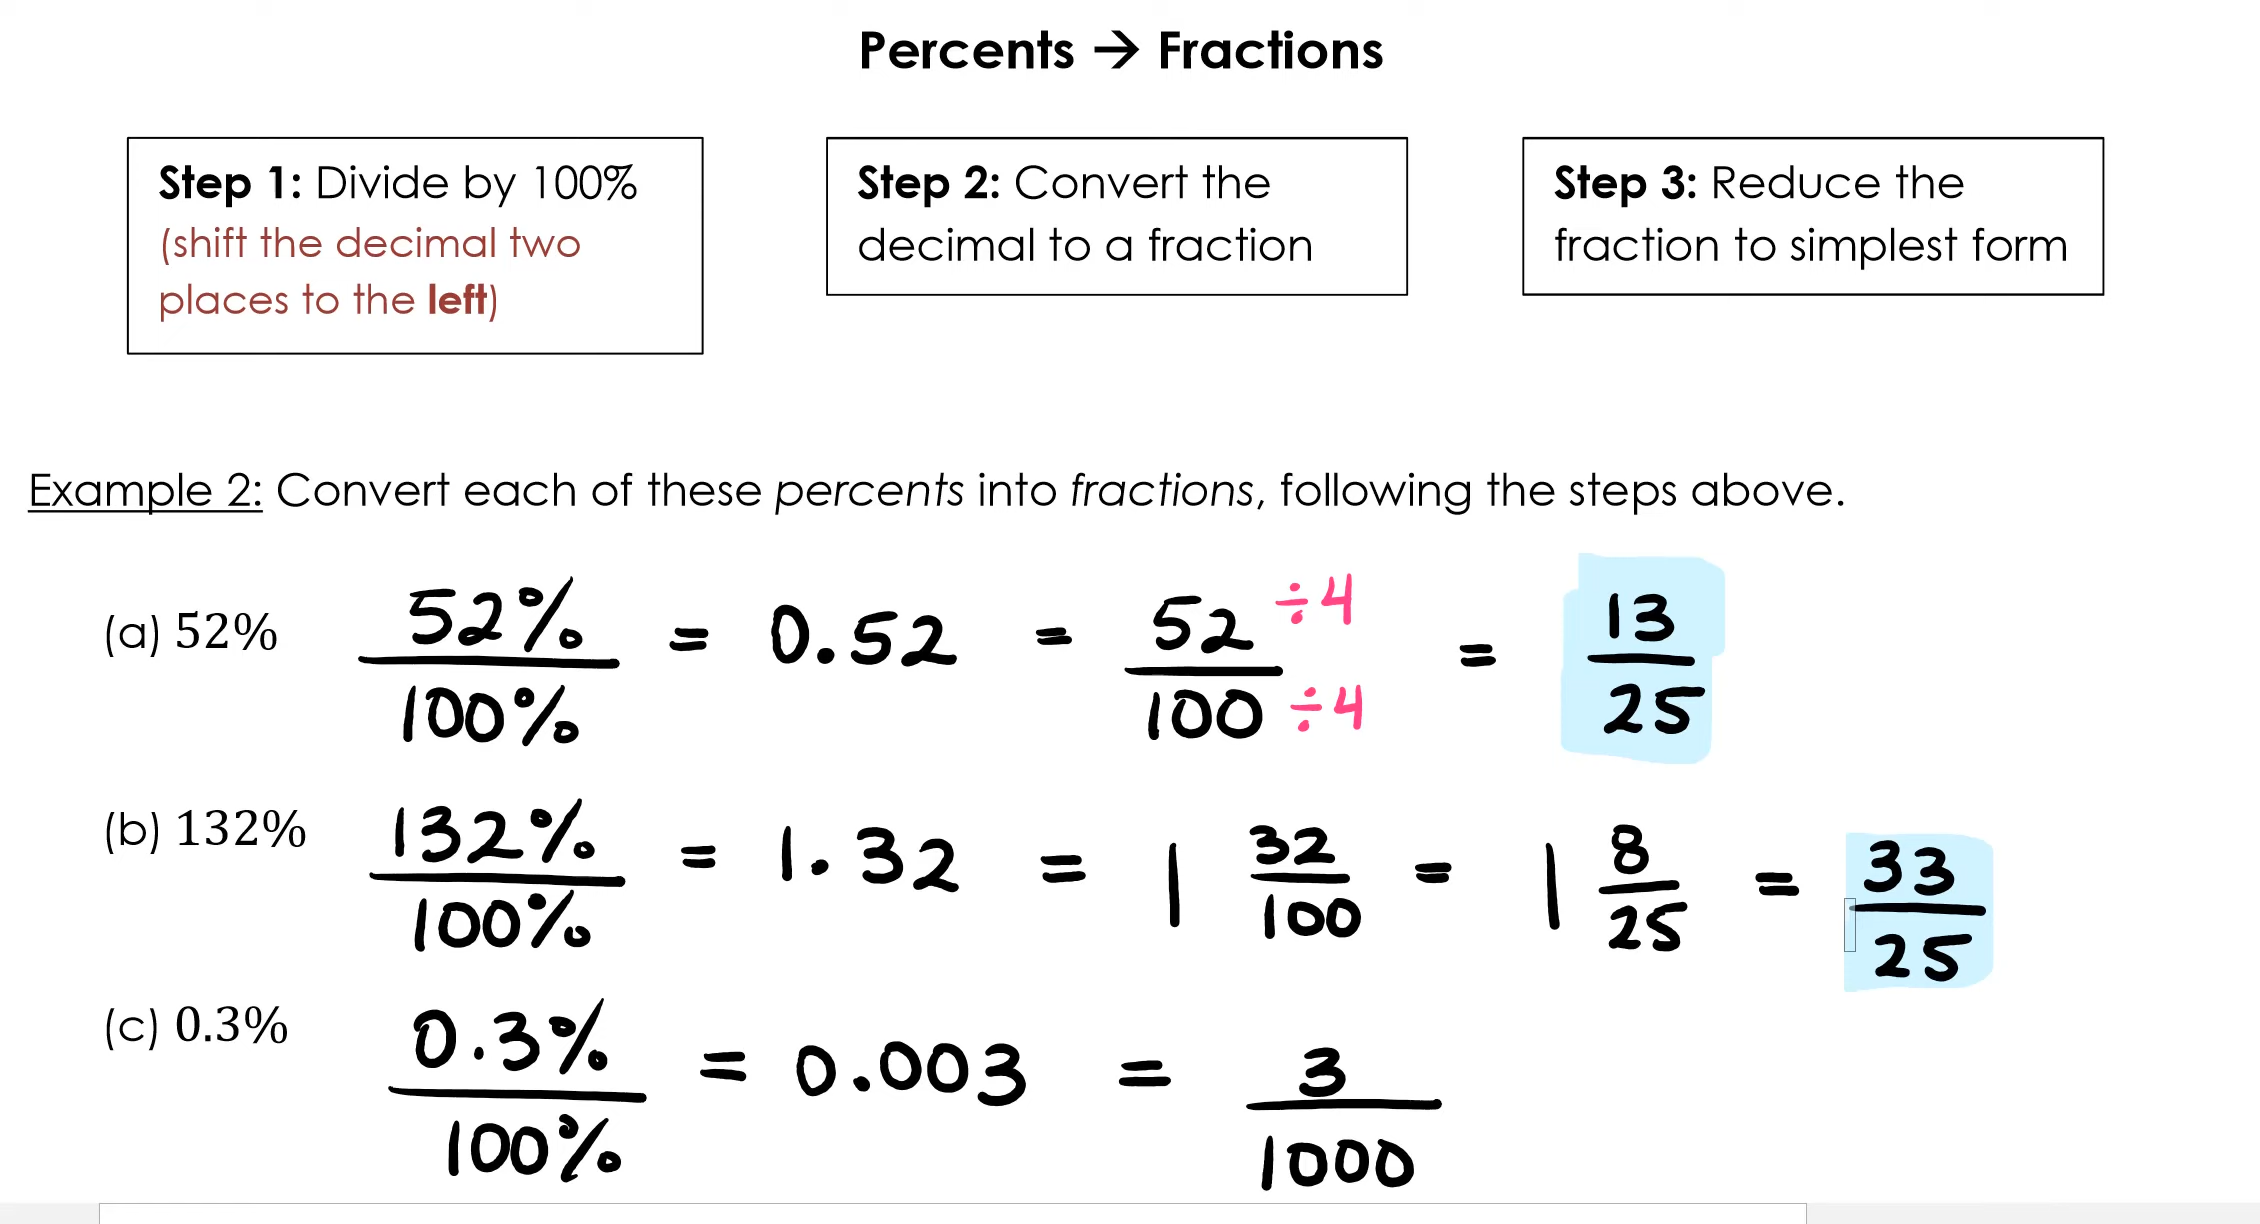 Percents → Fractions
Step 1: Divide by 100%
(shift the decimal two
places to the left)
Step 2: Convert the
decimal to a fraction
Step 3: Reduce the
fraction to simplest form
Example 2: Convert each of these percents into fractions, following the steps above.
(a) 52% 52%/100% = 0.52 = 52÷4/100÷4 = 13/25
(b) 132% 132%/100% = 1.32 = 1 32/100 = 1 8/25 = 33/25
(c) 0.3% 0.3%/100% = 0.003 = 3/1000